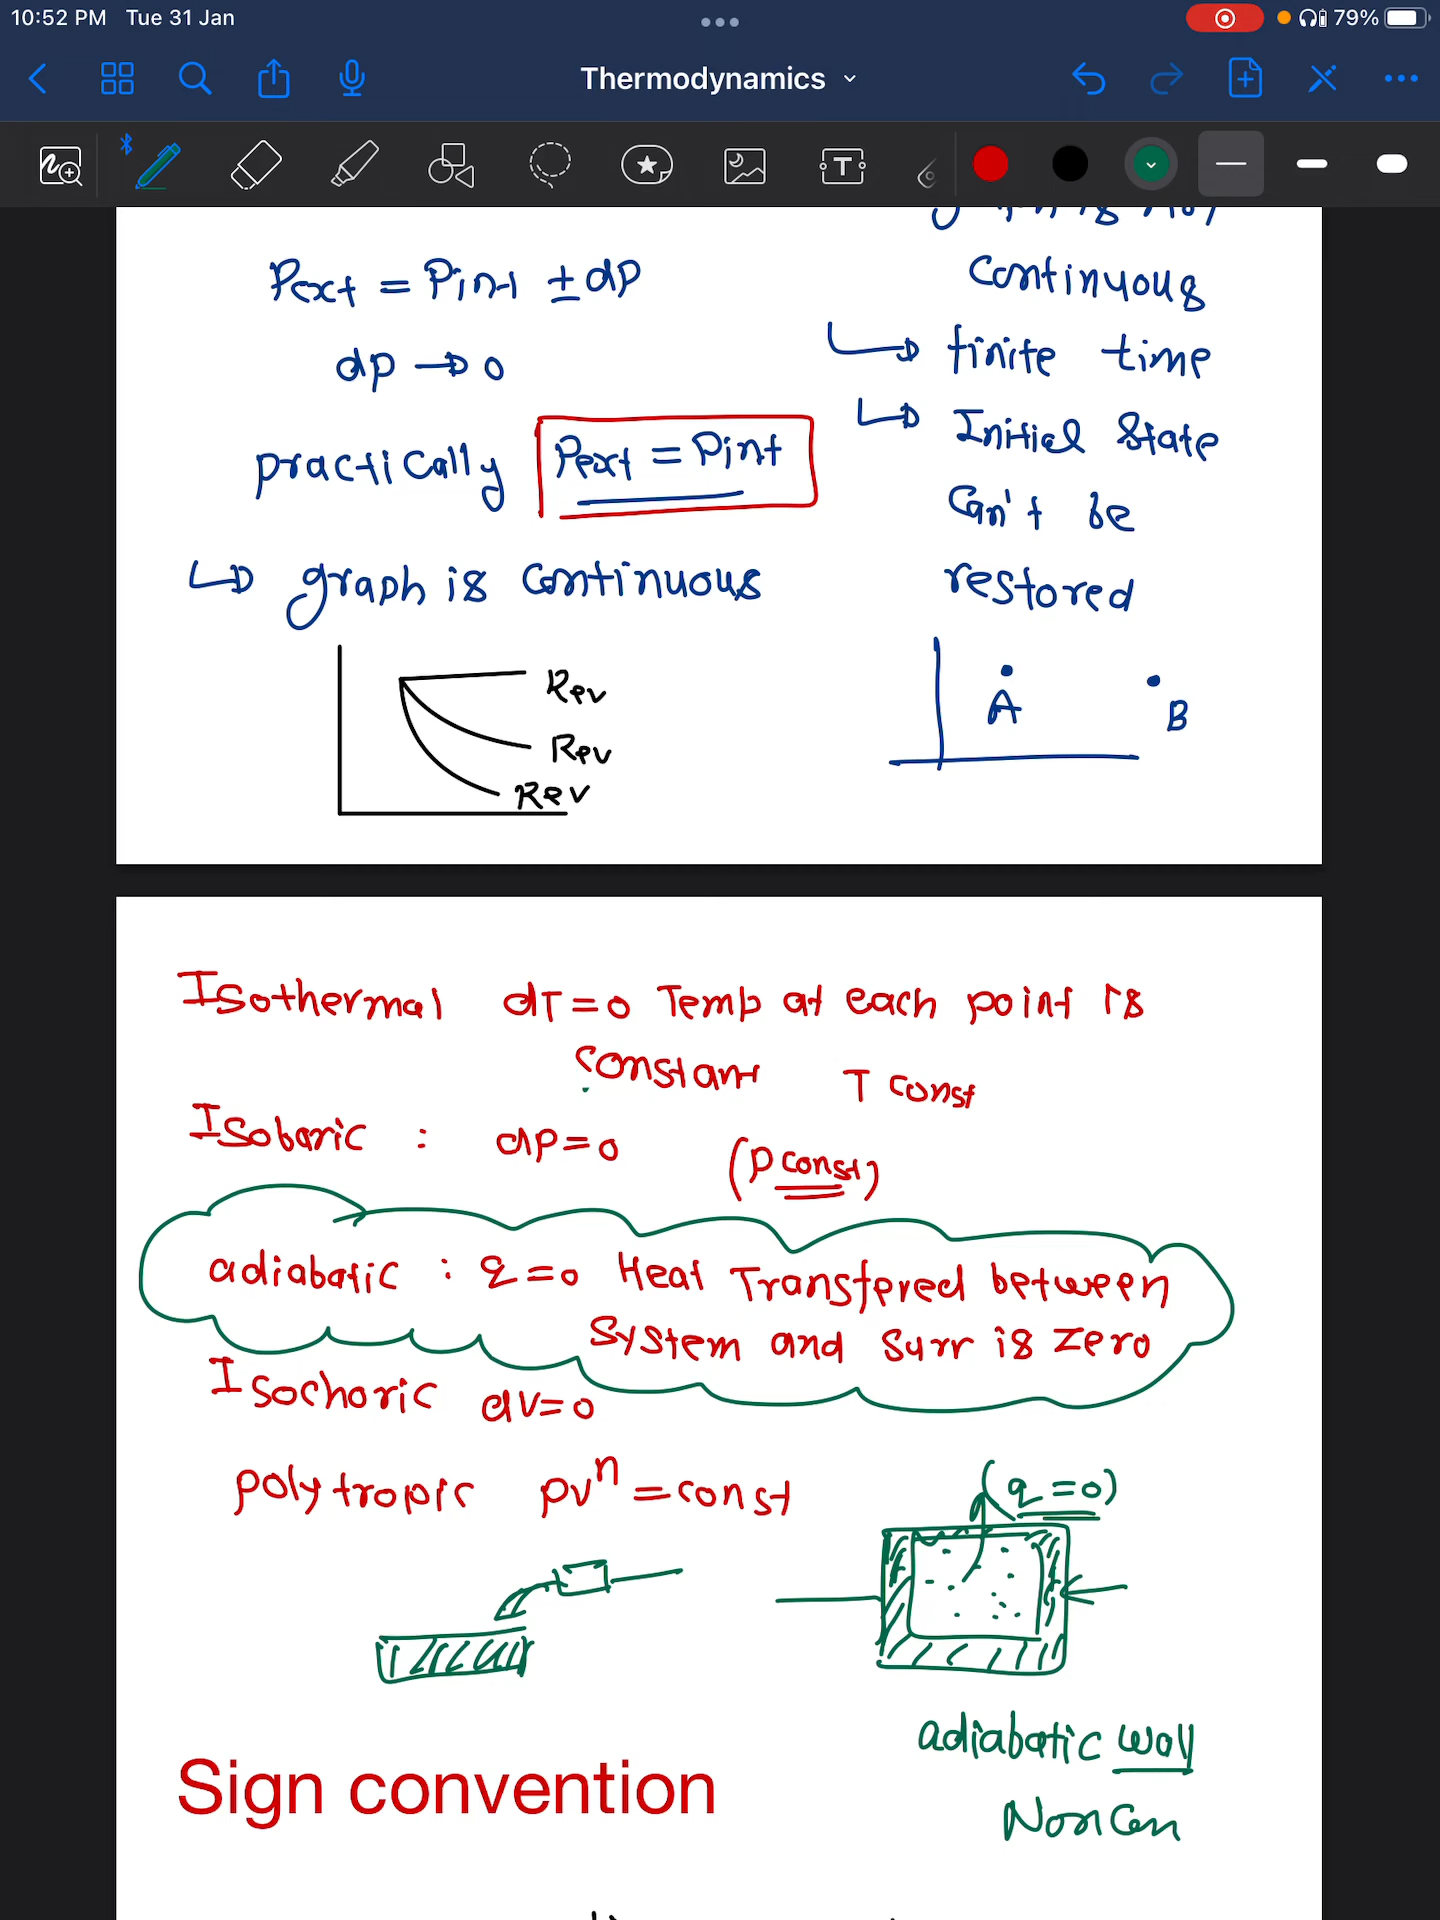 10:52 PM Tue 31 Jan
79%
Thermodynamics
T
Pext = Pint ± dp
dp → 0
practically Pext = Pint
↳ graph is continuous
Rev
Rev
Rev
continuous
↳ finite time
↳ Initial State
Can't be
restored
A
B
Isothermal dT=0 Temp at each point is
constant T const
Isobaric : dp=0 (p const)
adiabatic : q=0 Heat Transfered between
System and Surr is zero
Isochoric dv=0
polytropic pvⁿ = const
(q=0)
adiabatic wall
Sign convention